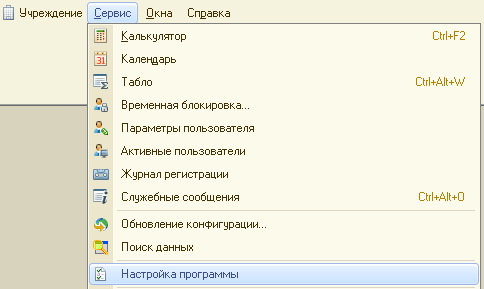 Учреждение Сервис Окна Справка
Калькулятор Ctrl+F2
Календарь
Табло Ctrl+Alt+W
Временная блокировка...
Параметры пользователя
Активные пользователи
Журнал регистрации
Служебные сообщения Ctrl+Alt+O
Обновление конфигурации...
Поиск данных
Настройка программы